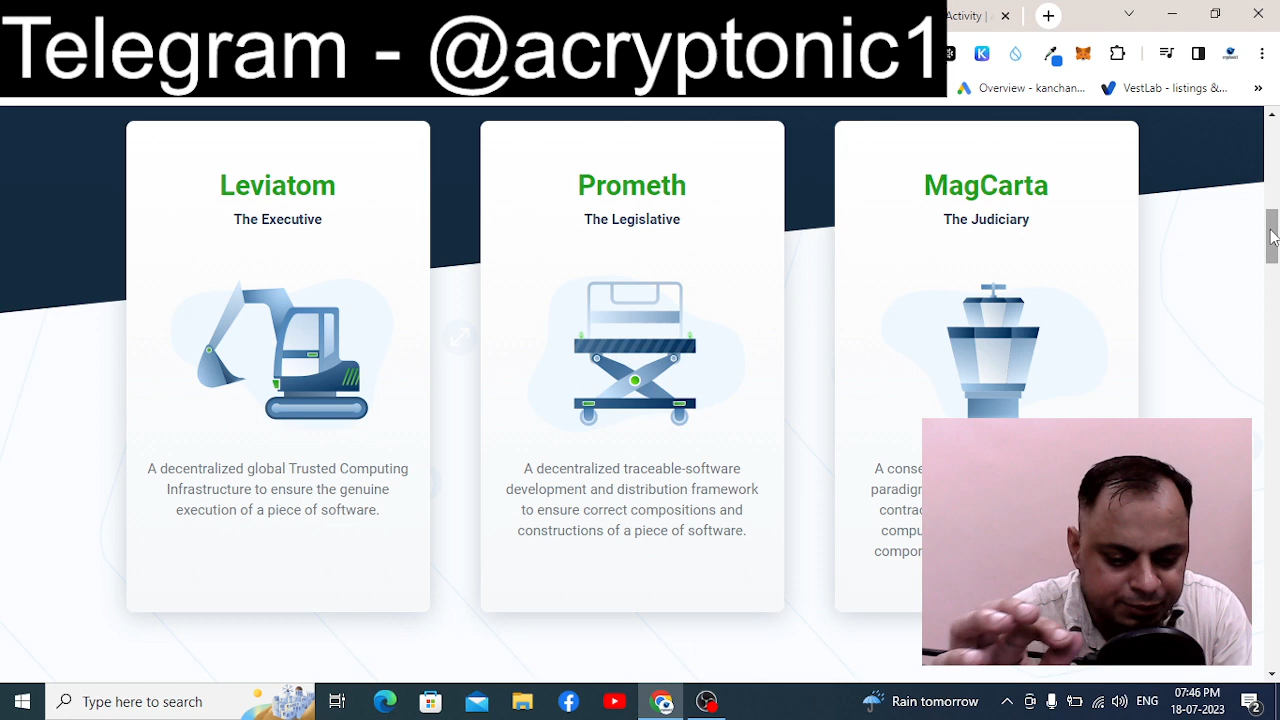 Telegram - @acryptonic1
Activity
Overview - kanchan...
VestLab - listings &...
»
Leviatom
The Executive
A decentralized global Trusted Computing
Infrastructure to ensure the genuine
execution of a piece of software.
Prometh
The Legislative
A decentralized traceable-software
development and distribution framework
to ensure correct compositions and
constructions of a piece of software.
MagCarta
The Judiciary
A conse
paradign
contrac
compu
compor
Type here to search
Rain tomorrow
ENG
07:46 PM
18-07-2023
2